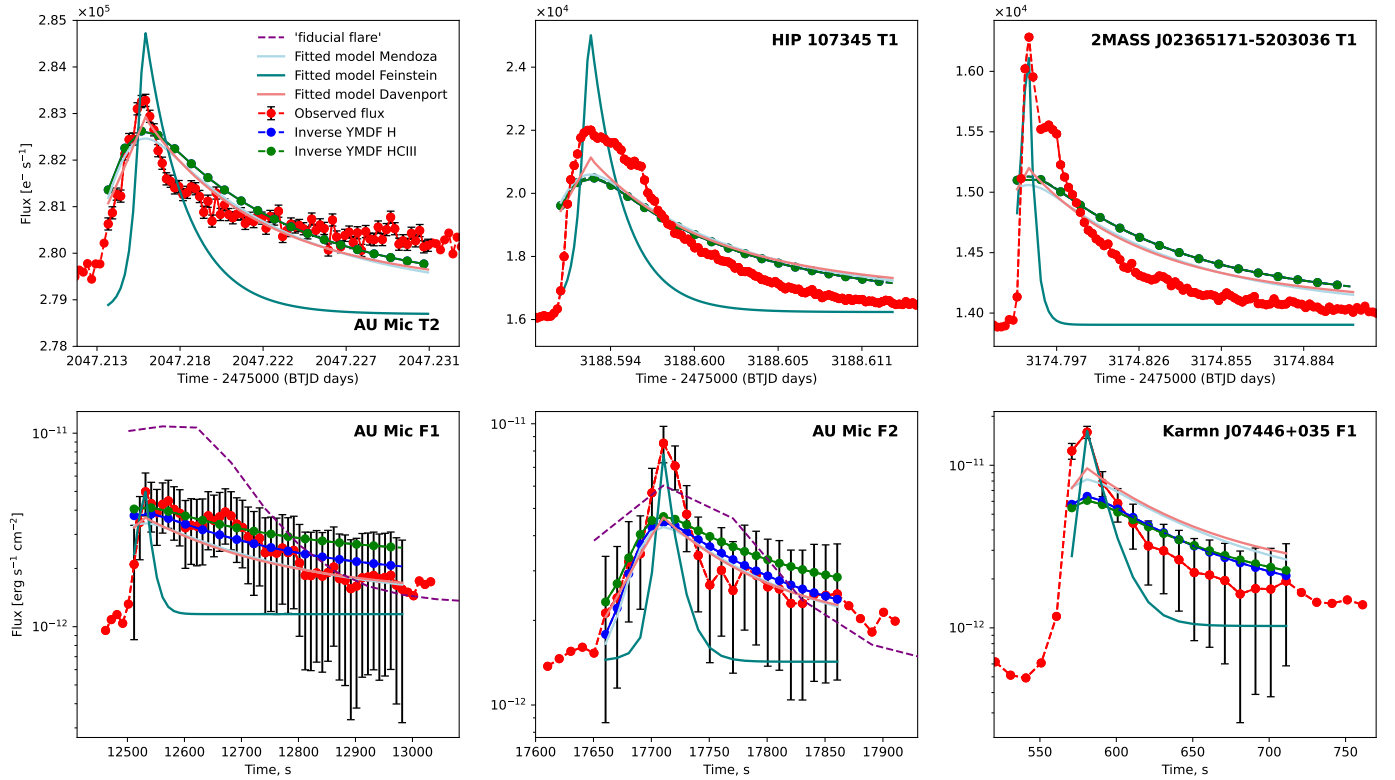 ×10⁵
2.85
2.84
2.83
2.82
2.81
2.80
2.79
2.78
Flux [e⁻ s⁻¹]
'fiducial flare'
Fitted model Mendoza
Fitted model Feinstein
Fitted model Davenport
Observed flux
Inverse YMDF H
Inverse YMDF HCIII
AU Mic T2
2047.213 2047.218 2047.222 2047.227 2047.231
Time - 2475000 (BTJD days)
×10⁴
HIP 107345 T1
2.4
2.2
2.0
1.8
1.6
3188.594 3188.600 3188.605 3188.611
Time - 2475000 (BTJD days)
×10⁴
2MASS J02365171-5203036 T1
1.60
1.55
1.50
1.45
1.40
3174.797 3174.826 3174.855 3174.884
Time - 2475000 (BTJD days)
AU Mic F1
10⁻¹¹
10⁻¹²
Flux [erg s⁻¹ cm⁻²]
12500 12600 12700 12800 12900 13000
Time, s
AU Mic F2
10⁻¹¹
10⁻¹²
17600 17650 17700 17750 17800 17850 17900
Time, s
Karmn J07446+035 F1
10⁻¹¹
10⁻¹²
550 600 650 700 750
Time, s